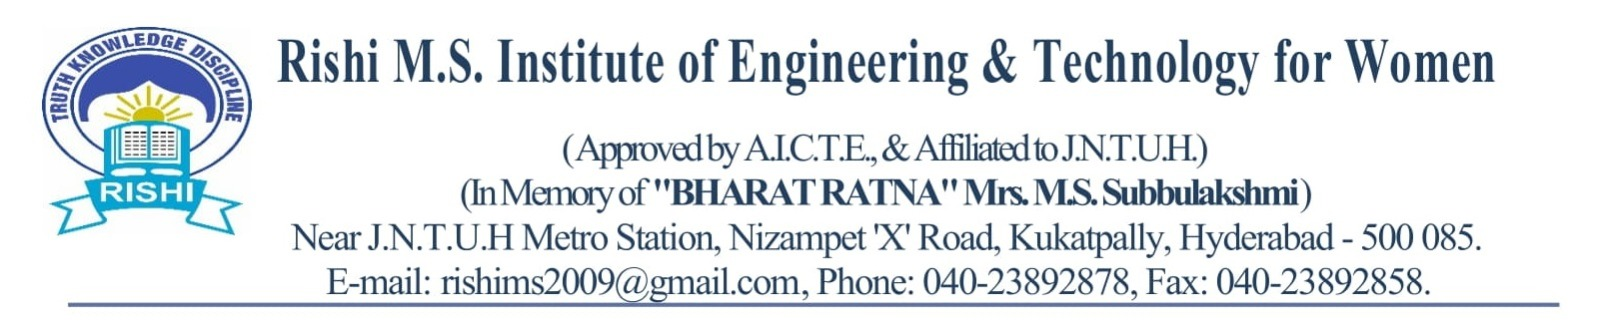 TRUTH KNOWLEDGE DISCIPLINE
RISHI
Rishi M.S. Institute of Engineering & Technology for Women
(Approved by A.I.C.T.E., & Affiliated to J.N.T.U.H.)
(In Memory of "BHARAT RATNA" Mrs. M.S. Subbulakshmi)
Near J.N.T.U.H Metro Station, Nizampet 'X' Road, Kukatpally, Hyderabad - 500 085.
E-mail: rishims2009@gmail.com, Phone: 040-23892878, Fax: 040-23892858.